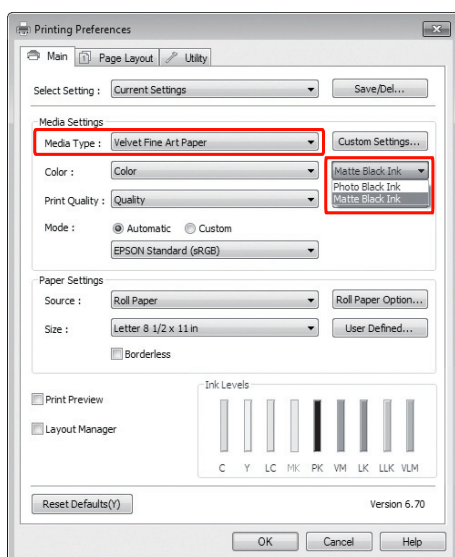 Printing Preferences
Main Page Layout Utility
Select Setting : Current Settings Save/Del...
Media Settings
Media Type : Velvet Fine Art Paper Custom Settings...
Color : Color Matte Black Ink
Photo Black Ink
Print Quality : Quality Matte Black Ink
Mode : Automatic Custom
EPSON Standard (sRGB)
Paper Settings
Source : Roll Paper Roll Paper Option...
Size : Letter 8 1/2 x 11 in User Defined...
Borderless
Ink Levels
Print Preview
Layout Manager
C Y LC MK PK VM LK LLK VLM
Reset Defaults(Y) Version 6.70
OK Cancel Help